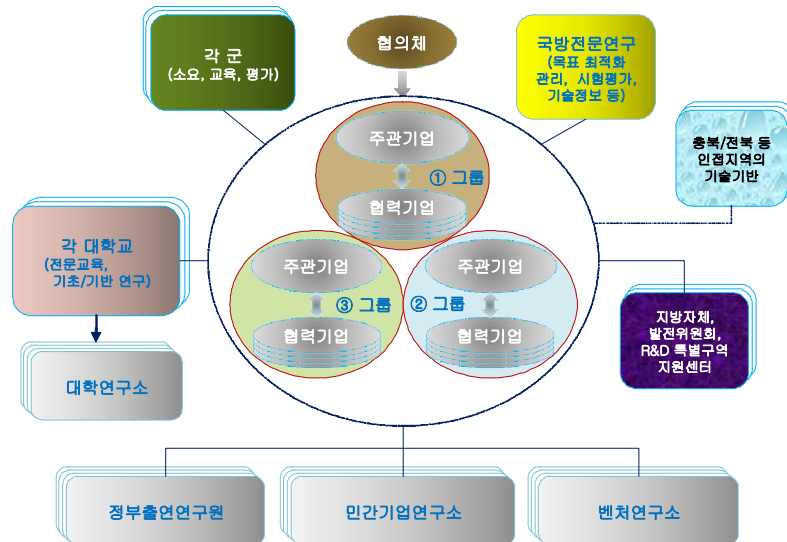 각 군
(소요, 교육, 평가)
협의체
국방전문연구
(목표 최적화
관리, 시험평가,
기술정보 등)
충북/전북 등
인접지역의
기술기반
주관기업
① 그룹
협력기업
각 대학교
(전문교육,
기초/기반 연구)
주관기업
③ 그룹
협력기업
주관기업
② 그룹
협력기업
지방자체,
발전위원회,
R&D 특별구역
지원센터
대학연구소
정부출연연구원
민간기업연구소
벤처연구소